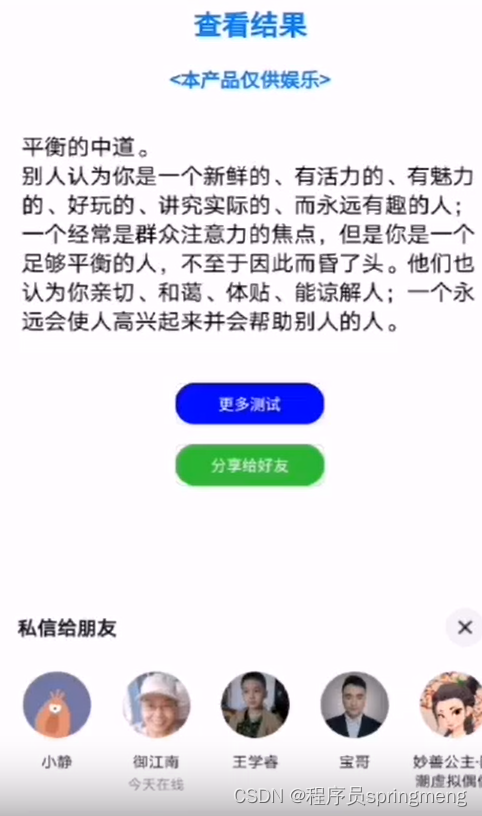 查看结果
<本产品仅供娱乐>
平衡的中道。
别人认为你是一个新鲜的、有活力的、有魅力
的、好玩的、讲究实际的、而永远有趣的人；
一个经常是群众注意力的焦点，但是你是一个
足够平衡的人，不至于因此而昏了头。他们也
认为你亲切、和蔼、体贴、能谅解人；一个永
远会使人高兴起来并会帮助别人的人。
更多测试
分享给好友
私信给朋友
小静
御江南
王学睿
宝哥
妙善公主·
今天在线
潮虚拟偶
CSDN @程序员springmeng